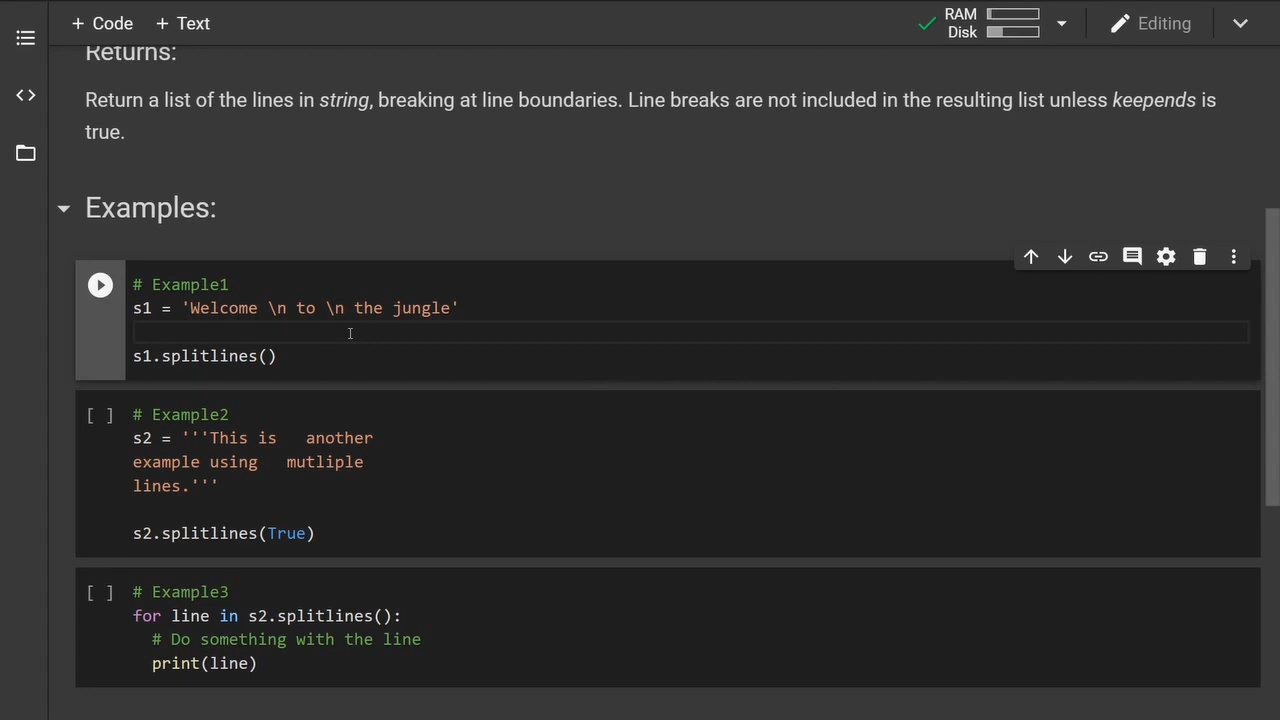 + Code + Text
RAM
Disk
Editing
Returns:
Return a list of the lines in string, breaking at line boundaries. Line breaks are not included in the resulting list unless keepends is
true.
Examples:
# Example1
s1 = 'Welcome \n to \n the jungle'
s1.splitlines()
[ ] # Example2
s2 = '''This is   another
example using   mutliple
lines.'''
s2.splitlines(True)
[ ] # Example3
for line in s2.splitlines():
  # Do something with the line
  print(line)